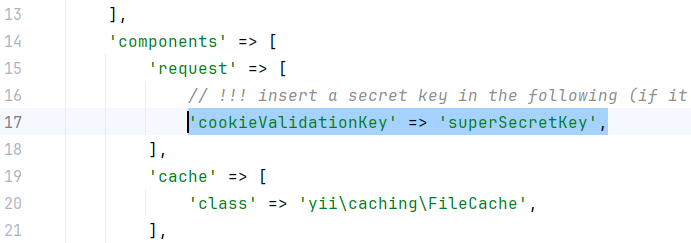 13 ],
14 'components' => [
15 'request' => [
16 // !!! insert a secret key in the following (if it
17 'cookieValidationKey' => 'superSecretKey',
18 ],
19 'cache' => [
20 'class' => 'yii\caching\FileCache',
21 ],